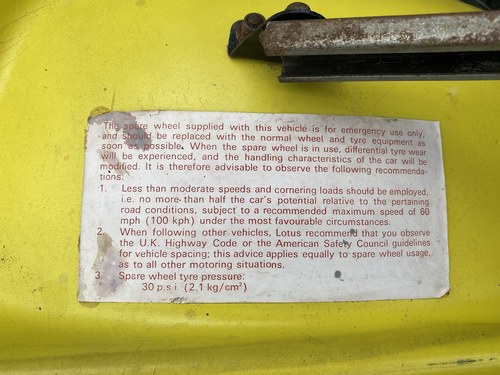 The spare wheel supplied with this vehicle is for emergency use only,
and should be replaced with the normal wheel and tyre equipment as
soon as possible. When the spare wheel is in use, differential tyre wear
will be experienced, and the handling characteristics of the car will be
modified. It is therefore advisable to observe the following recommenda-
tions:
1. Less than moderate speeds and cornering loads should be employed,
i.e. no more than half the car's potential relative to the pertaining
road conditions, subject to a recommended maximum speed of 60
mph (100 kph) under the most favourable circumstances.
2. When following other vehicles, Lotus recommend that you observe
the U.K. Highway Code or the American Safety Council guidelines
for vehicle spacing; this advice applies equally to spare wheel usage,
as to all other motoring situations.
3. Spare wheel tyre pressure:
30 p.s.i. (2.1 kg/cm²)